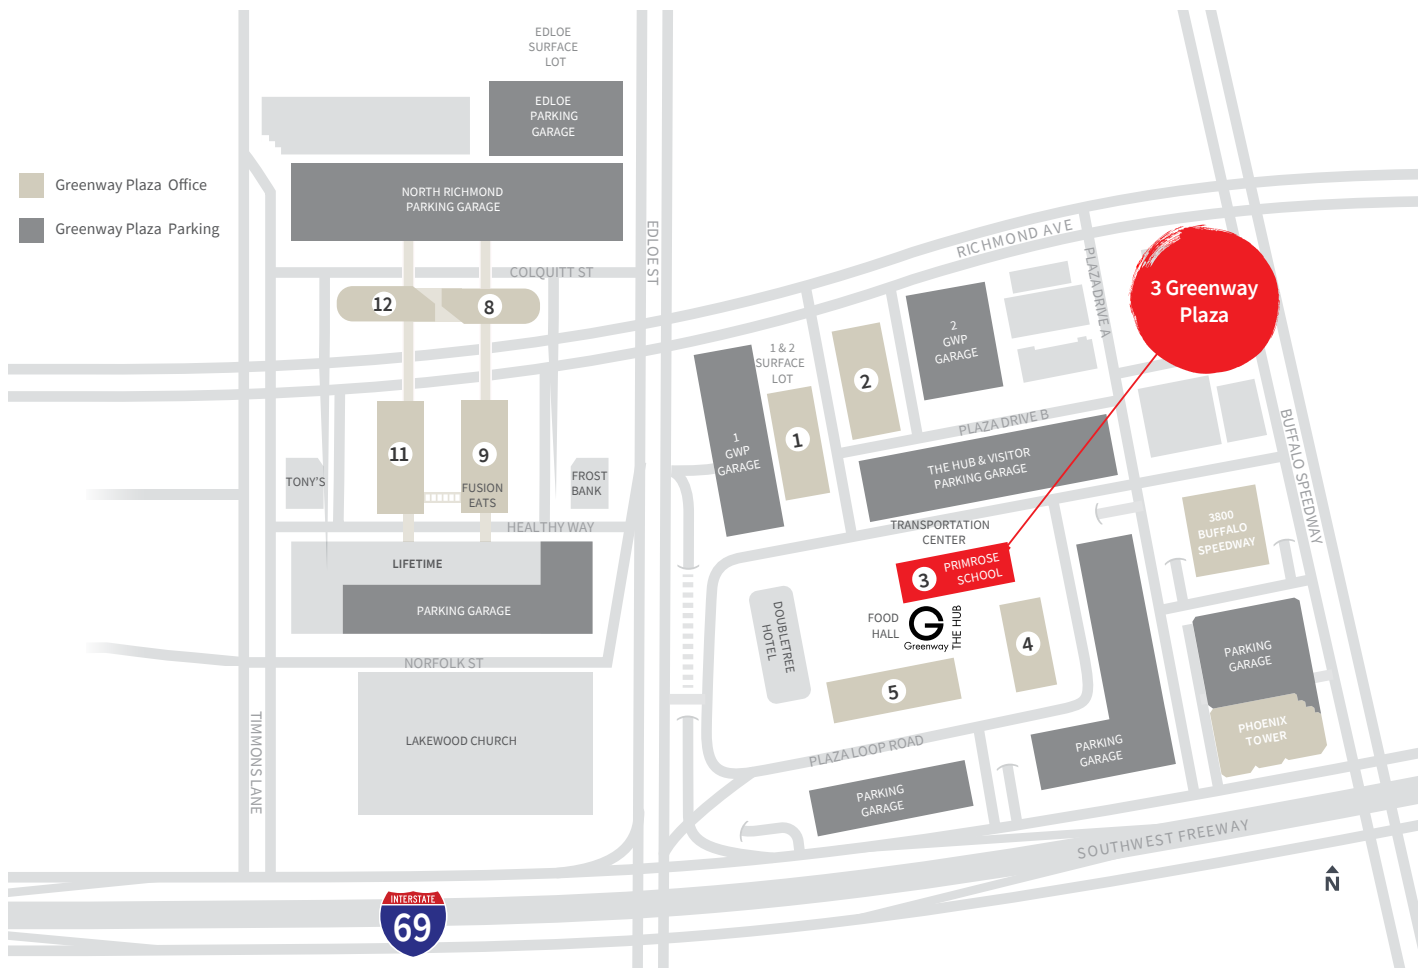 EDLOE
SURFACE
LOT
EDLOE
PARKING
GARAGE
Greenway Plaza Office
Greenway Plaza Parking
NORTH RICHMOND
PARKING GARAGE
EDLOE ST
COLQUITT ST
12
8
RICHMOND AVE
PLAZA DRIVE A
3 Greenway
Plaza
2
GWP
GARAGE
1 & 2
SURFACE
LOT
2
1
1
GWP
GARAGE
PLAZA DRIVE B
THE HUB & VISITOR
PARKING GARAGE
BUFFALO SPEEDWAY
11
9
FUSION
EATS
TONY'S
FROST
BANK
HEALTHY WAY
TRANSPORTATION
CENTER
3800
BUFFALO
SPEEDWAY
LIFETIME
PARKING GARAGE
3
PRIMROSE
SCHOOL
DOUBLETREE
HOTEL
FOOD
HALL
G
Greenway
THE HUB
4
5
NORFOLK ST
PARKING
GARAGE
PHOENIX
TOWER
LAKEWOOD CHURCH
TIMMONS LANE
PLAZA LOOP ROAD
PARKING
GARAGE
PARKING
GARAGE
SOUTHWEST FREEWAY
INTERSTATE
69
N